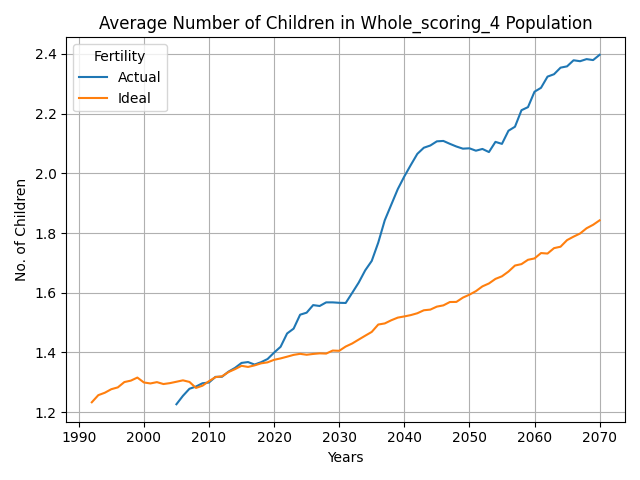 Average Number of Children in Whole_scoring_4 Population
Fertility
Actual
Ideal
No. of Children
2.4
2.2
2.0
1.8
1.6
1.4
1.2
1990 2000 2010 2020 2030 2040 2050 2060 2070
Years